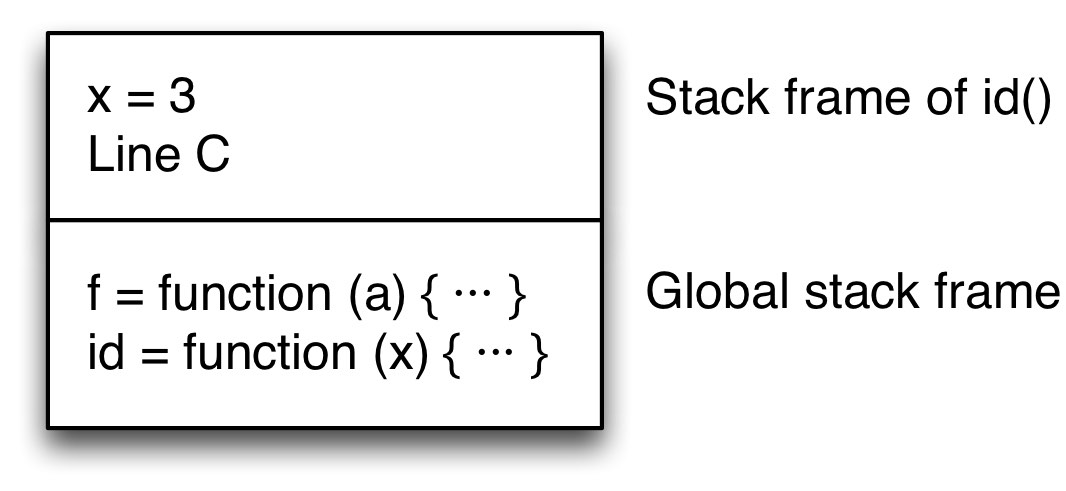 x = 3
Line C
Stack frame of id()
f = function (a) { ··· }
id = function (x) { ··· }
Global stack frame